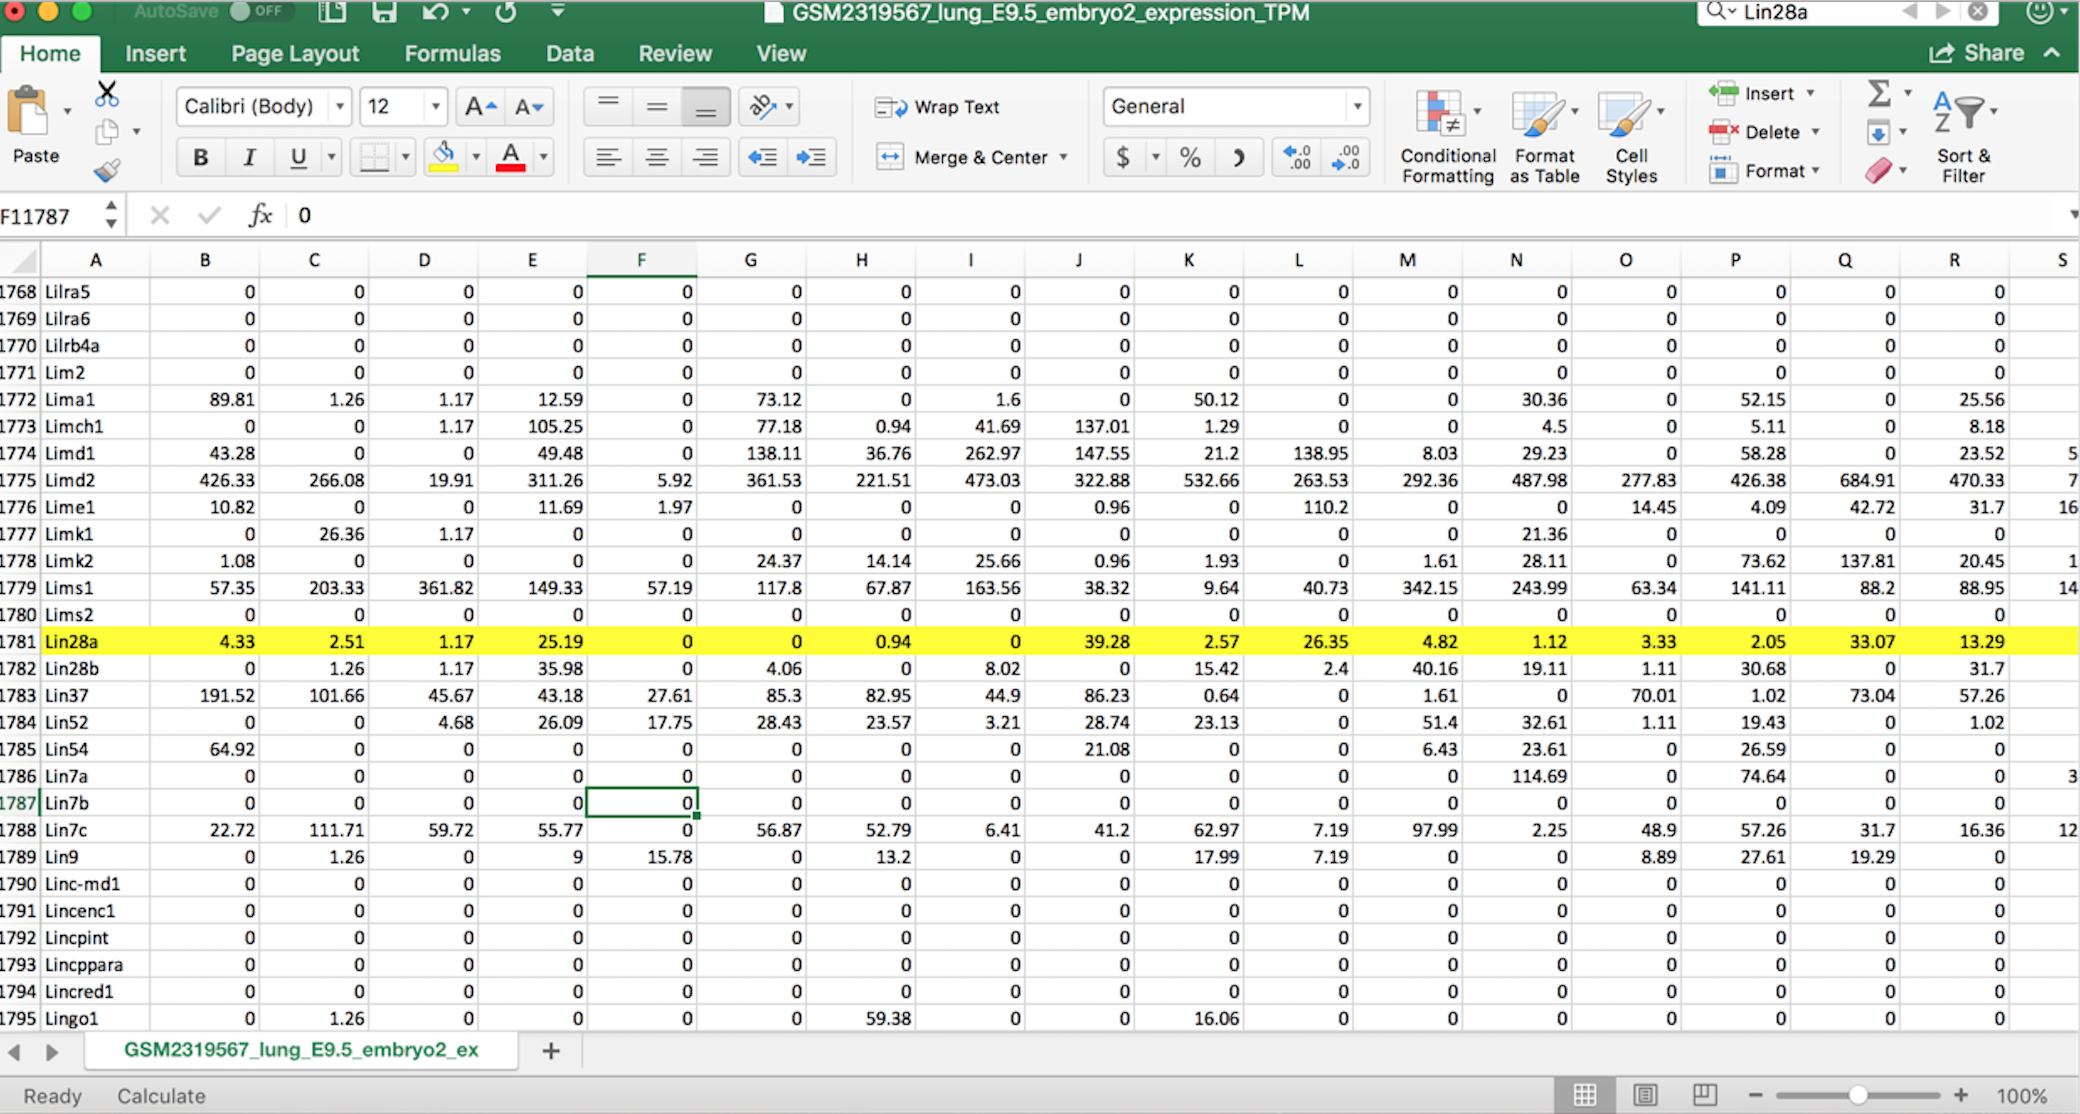 AutoSave OFF GSM2319567_lung_E9.5_embryo2_expression_TPM Lin28a
Home Insert Page Layout Formulas Data Review View Share
Paste Calibri (Body) 12 A A ab Wrap Text General Conditional Formatting Format as Table Cell Styles Insert Delete Format Sort & Filter
B I U A Merge & Center $ % .0 .00 .00 .0 A Z
F11787 fx 0
A B C D E F G H I J K L M N O P Q R S
1768 Lilra5 0 0 0 0 0 0 0 0 0 0 0 0 0 0 0 0 0
1769 Lilra6 0 0 0 0 0 0 0 0 0 0 0 0 0 0 0 0 0
1770 Lilrb4a 0 0 0 0 0 0 0 0 0 0 0 0 0 0 0 0 0
1771 Lim2 0 0 0 0 0 0 0 0 0 0 0 0 0 0 0 0 0
1772 Lima1 89.81 1.26 1.17 12.59 0 73.12 0 1.6 0 50.12 0 0 30.36 0 52.15 0 25.56
1773 Limch1 0 0 1.17 105.25 0 77.18 0.94 41.69 137.01 1.29 0 0 4.5 0 5.11 0 8.18
1774 Limd1 43.28 0 0 49.48 0 138.11 36.76 262.97 147.55 21.2 138.95 8.03 29.23 0 58.28 0 23.52 5
1775 Limd2 426.33 266.08 19.91 311.26 5.92 361.53 221.51 473.03 322.88 532.66 263.53 292.36 487.98 277.83 426.38 684.91 470.33 7
1776 Lime1 10.82 0 0 11.69 1.97 0 0 0 0.96 0 110.2 0 0 14.45 4.09 42.72 31.7 16
1777 Limk1 0 26.36 1.17 0 0 0 0 0 0 0 0 0 21.36 0 0 0 0
1778 Limk2 1.08 0 0 0 0 24.37 14.14 25.66 0.96 1.93 0 1.61 28.11 0 73.62 137.81 20.45 1
1779 Lims1 57.35 203.33 361.82 149.33 57.19 117.8 67.87 163.56 38.32 9.64 40.73 342.15 243.99 63.34 141.11 88.2 88.95 14
1780 Lims2 0 0 0 0 0 0 0 0 0 0 0 0 0 0 0 0 0
1781 Lin28a 4.33 2.51 1.17 25.19 0 0 0.94 0 39.28 2.57 26.35 4.82 1.12 3.33 2.05 33.07 13.29
1782 Lin28b 0 1.26 1.17 35.98 0 4.06 0 8.02 0 15.42 2.4 40.16 19.11 1.11 30.68 0 31.7
1783 Lin37 191.52 101.66 45.67 43.18 27.61 85.3 82.95 44.9 86.23 0.64 0 1.61 0 70.01 1.02 73.04 57.26
1784 Lin52 0 0 4.68 26.09 17.75 28.43 23.57 3.21 28.74 23.13 0 51.4 32.61 1.11 19.43 0 1.02
1785 Lin54 64.92 0 0 0 0 0 0 0 21.08 0 0 6.43 23.61 0 26.59 0 0
1786 Lin7a 0 0 0 0 0 0 0 0 0 0 0 0 114.69 0 74.64 0 0 3
1787 Lin7b 0 0 0 0 0 0 0 0 0 0 0 0 0 0 0 0 0
1788 Lin7c 22.72 111.71 59.72 55.77 0 56.87 52.79 6.41 41.2 62.97 7.19 97.99 2.25 48.9 57.26 31.7 16.36 12
1789 Lin9 0 1.26 0 9 15.78 0 13.2 0 0 17.99 7.19 0 0 8.89 27.61 19.29 0
1790 Linc-md1 0 0 0 0 0 0 0 0 0 0 0 0 0 0 0 0 0
1791 Lincenc1 0 0 0 0 0 0 0 0 0 0 0 0 0 0 0 0 0
1792 Lincpint 0 0 0 0 0 0 0 0 0 0 0 0 0 0 0 0 0
1793 Lincppara 0 0 0 0 0 0 0 0 0 0 0 0 0 0 0 0 0
1794 Lincred1 0 0 0 0 0 0 0 0 0 0 0 0 0 0 0 0 0
1795 Lingo1 0 1.26 0 0 0 0 59.38 0 0 16.06 0 0 0 0 0 0 0
GSM2319567_lung_E9.5_embryo2_ex +
Ready Calculate 100%